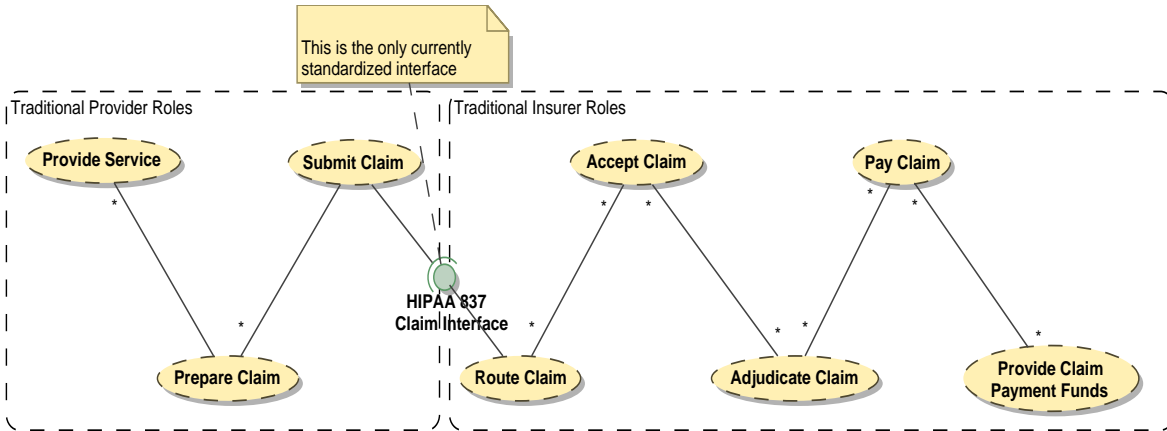 This is the only currently
standardized interface
Traditional Provider Roles
Traditional Insurer Roles
Provide Service
Submit Claim
Accept Claim
Pay Claim
*
*
*
*
*
HIPAA 837
Claim Interface
*
*
*
*
*
Prepare Claim
Route Claim
Adjudicate Claim
Provide Claim
Payment Funds